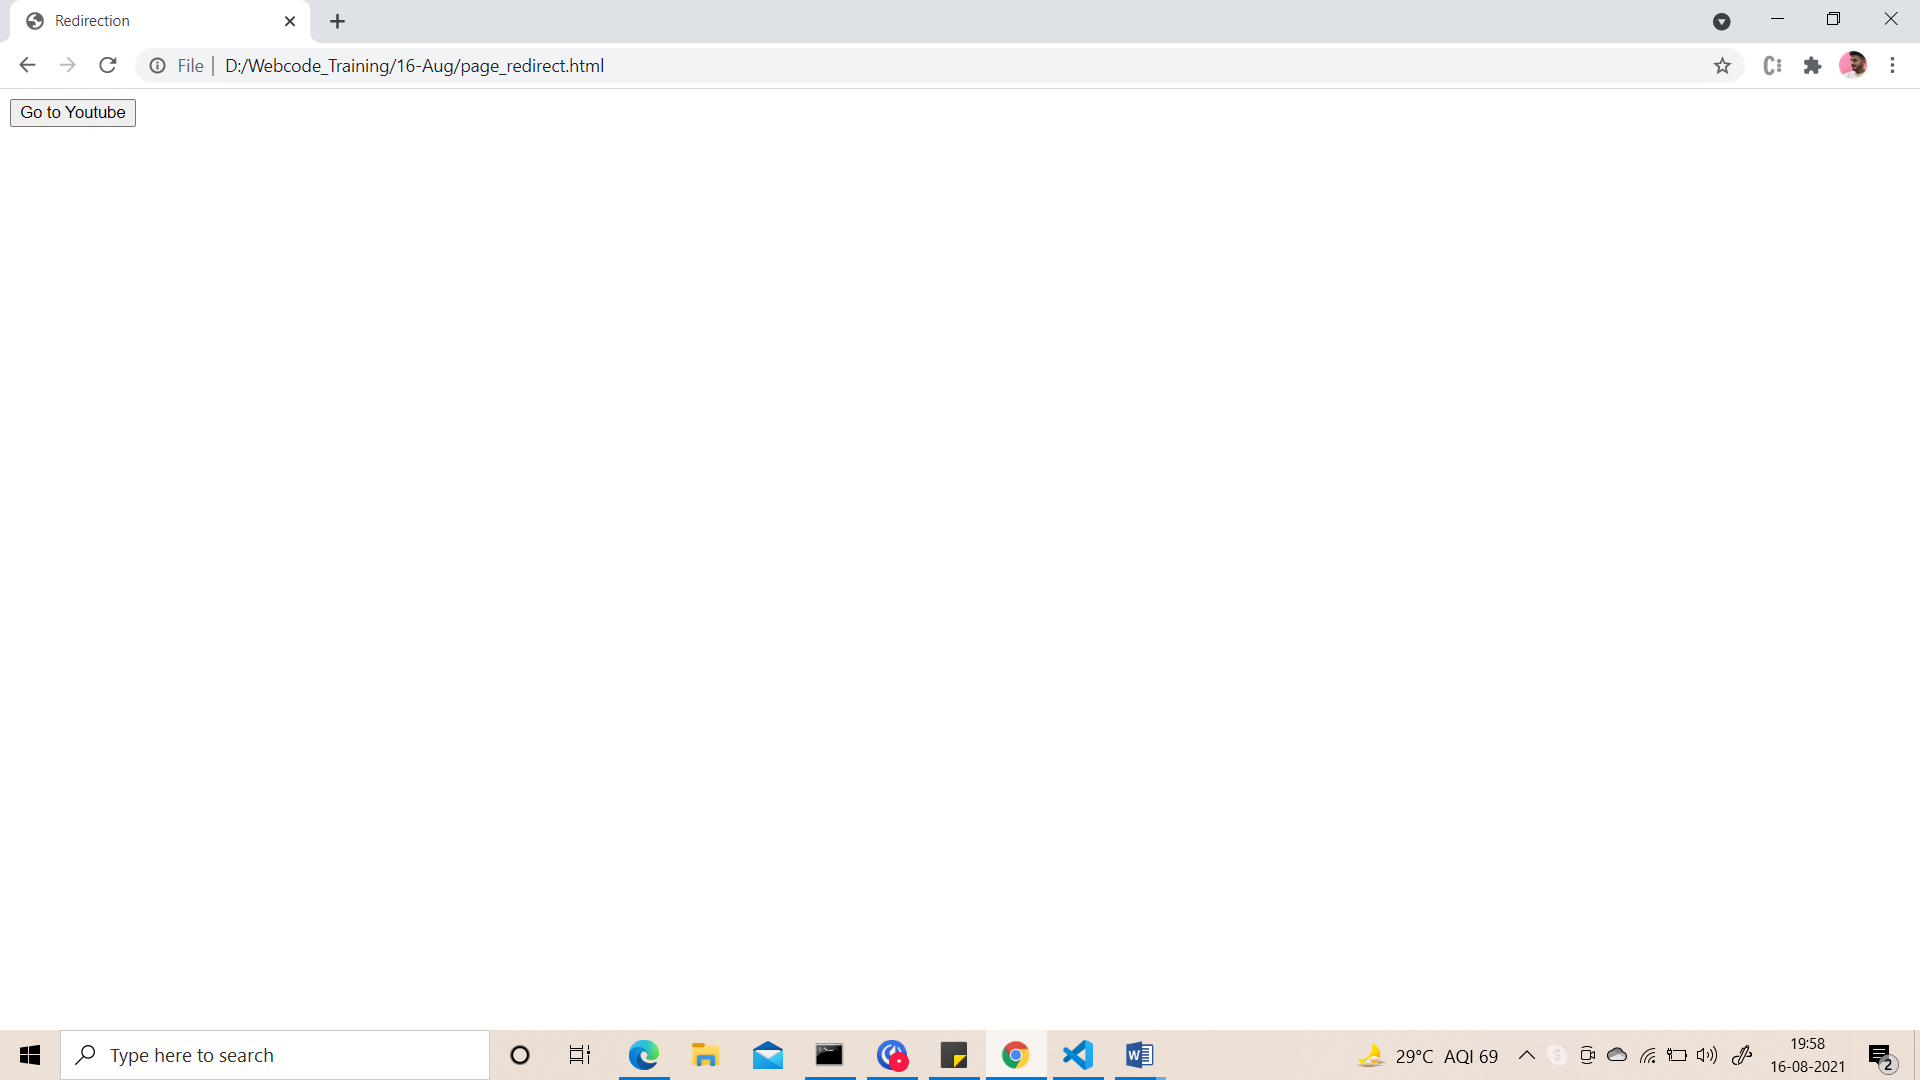 Redirection
File D:/Webcode_Training/16-Aug/page_redirect.html
Go to Youtube
Type here to search
29°C AQI 69
19:58
16-08-2021
2